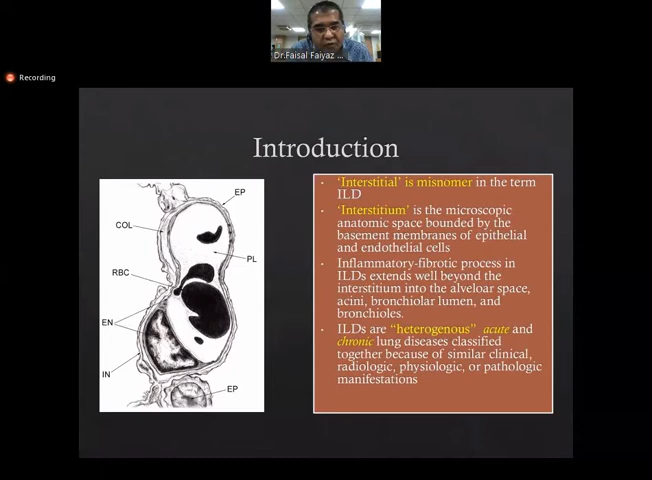 Dr.Faisal Faiyaz ...
Recording
Introduction
EP
COL
PL
RBC
EN
IN
EP
• 'Interstitial' is misnomer in the term
ILD
• 'Interstitium' is the microscopic
anatomic space bounded by the
basement membranes of epithelial
and endothelial cells
• Inflammatory-fibrotic process in
ILDs extends well beyond the
interstitium into the alveloar space,
acini, bronchiolar lumen, and
bronchioles.
• ILDs are "heterogenous" acute and
chronic lung diseases classified
together because of similar clinical,
radiologic, physiologic, or pathologic
manifestations